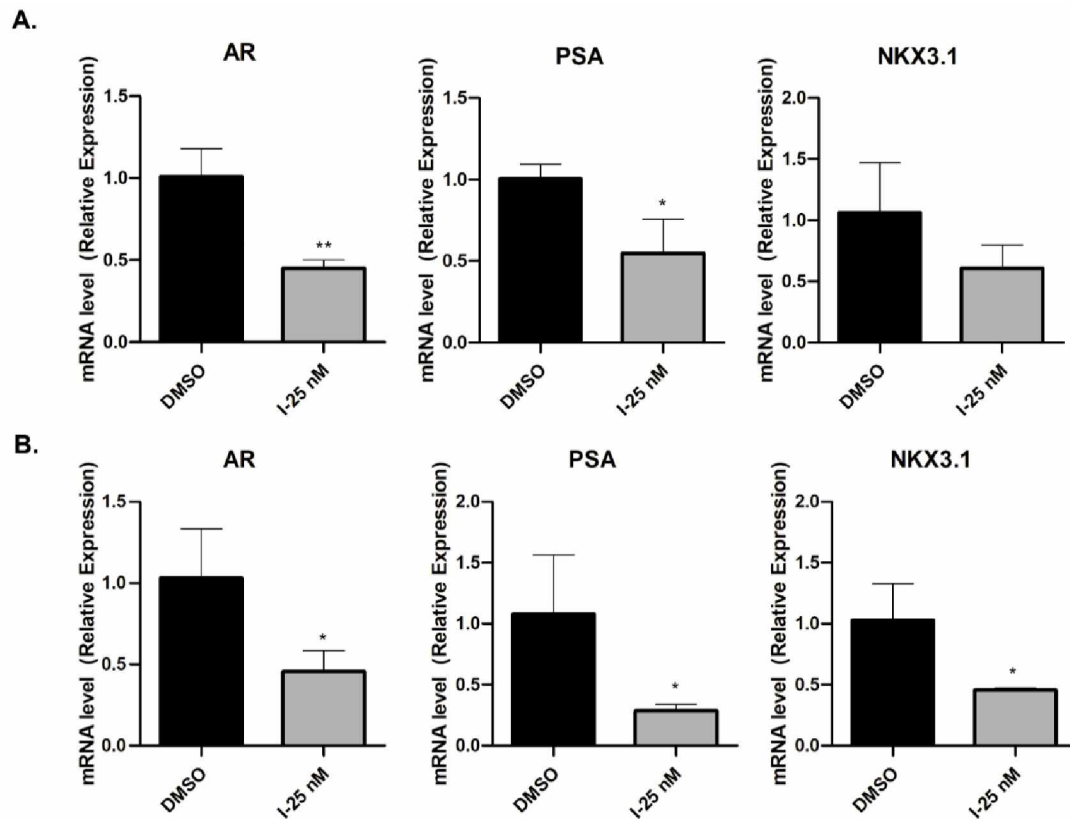 A.
AR
PSA
NKX3.1
mRNA level (Relative Expression)
1.5
1.0
0.5
0.0
**
DMSO
I-25 nM
mRNA level (Relative Expression)
1.5
1.0
0.5
0.0
*
DMSO
I-25 nM
mRNA level (Relative Expression)
2.0
1.5
1.0
0.5
0.0
DMSO
I-25 nM
B.
AR
PSA
NKX3.1
mRNA level (Relative Expression)
1.5
1.0
0.5
0.0
*
DMSO
I-25 nM
mRNA level (Relative Expression)
2.0
1.5
1.0
0.5
0.0
*
DMSO
I-25 nM
mRNA level (Relative Expression)
2.0
1.5
1.0
0.5
0.0
*
DMSO
I-25 nM